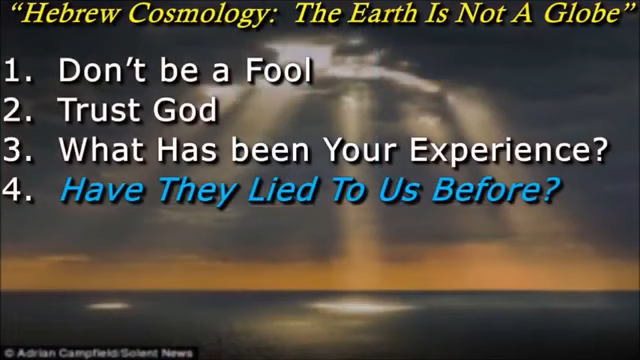 “Hebrew Cosmology: The Earth Is Not A Globe”
1. Don’t be a Fool
2. Trust God
3. What Has been Your Experience?
4. Have They Lied To Us Before?
© Adrian Campfield/Solent News